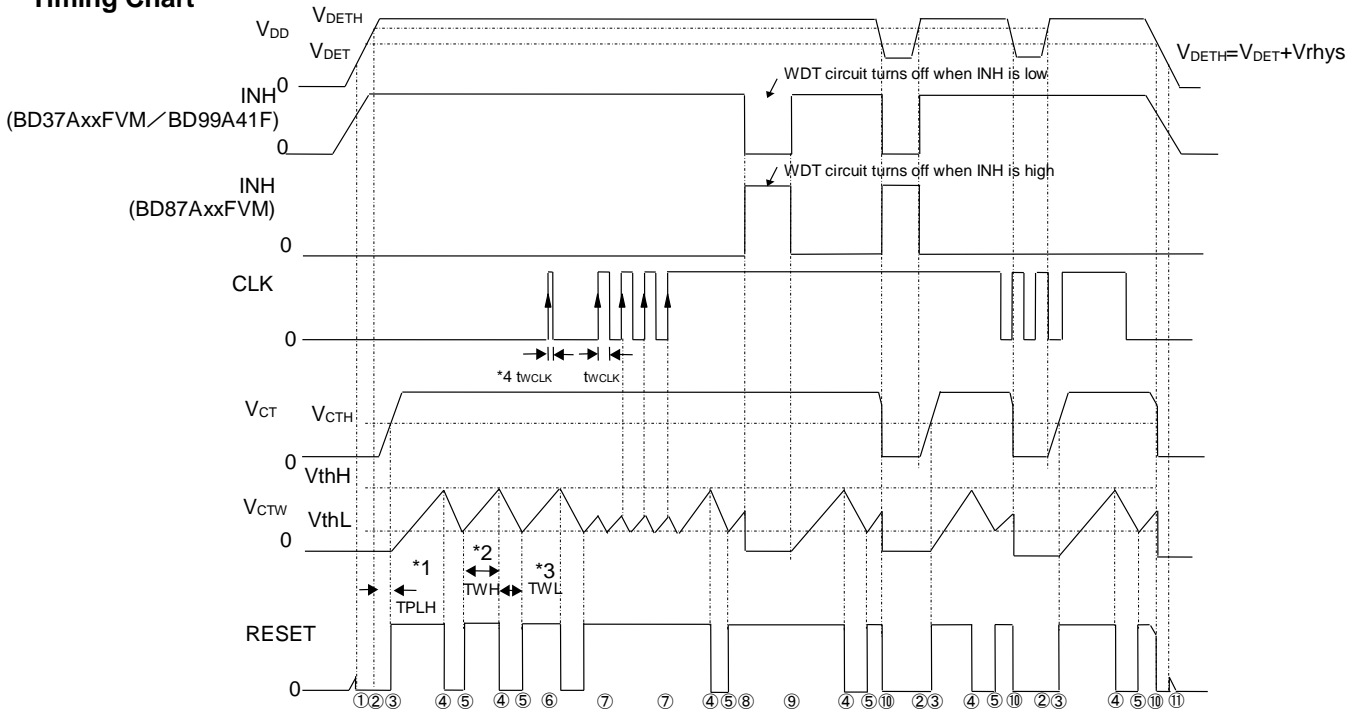 Timing Chart
VDD
VDETH
VDET
0
VDETH=VDET+Vrhys
WDT circuit turns off when INH is low
INH
(BD37AxxFVM／BD99A41F)
0
WDT circuit turns off when INH is high
INH
(BD87AxxFVM)
0
CLK
0
*4 tWCLK
tWCLK
VCT
VCTH
0
VthH
VCTW
VthL
0
*1
*2
*3
TPLH
TWH
TWL
RESET
0
①②③ ④ ⑤ ④ ⑤ ⑥ ⑦ ⑦ ④⑤⑧ ⑨ ④ ⑤⑩ ②③ ④ ⑤⑩ ②③ ④ ⑤⑩ ⑪